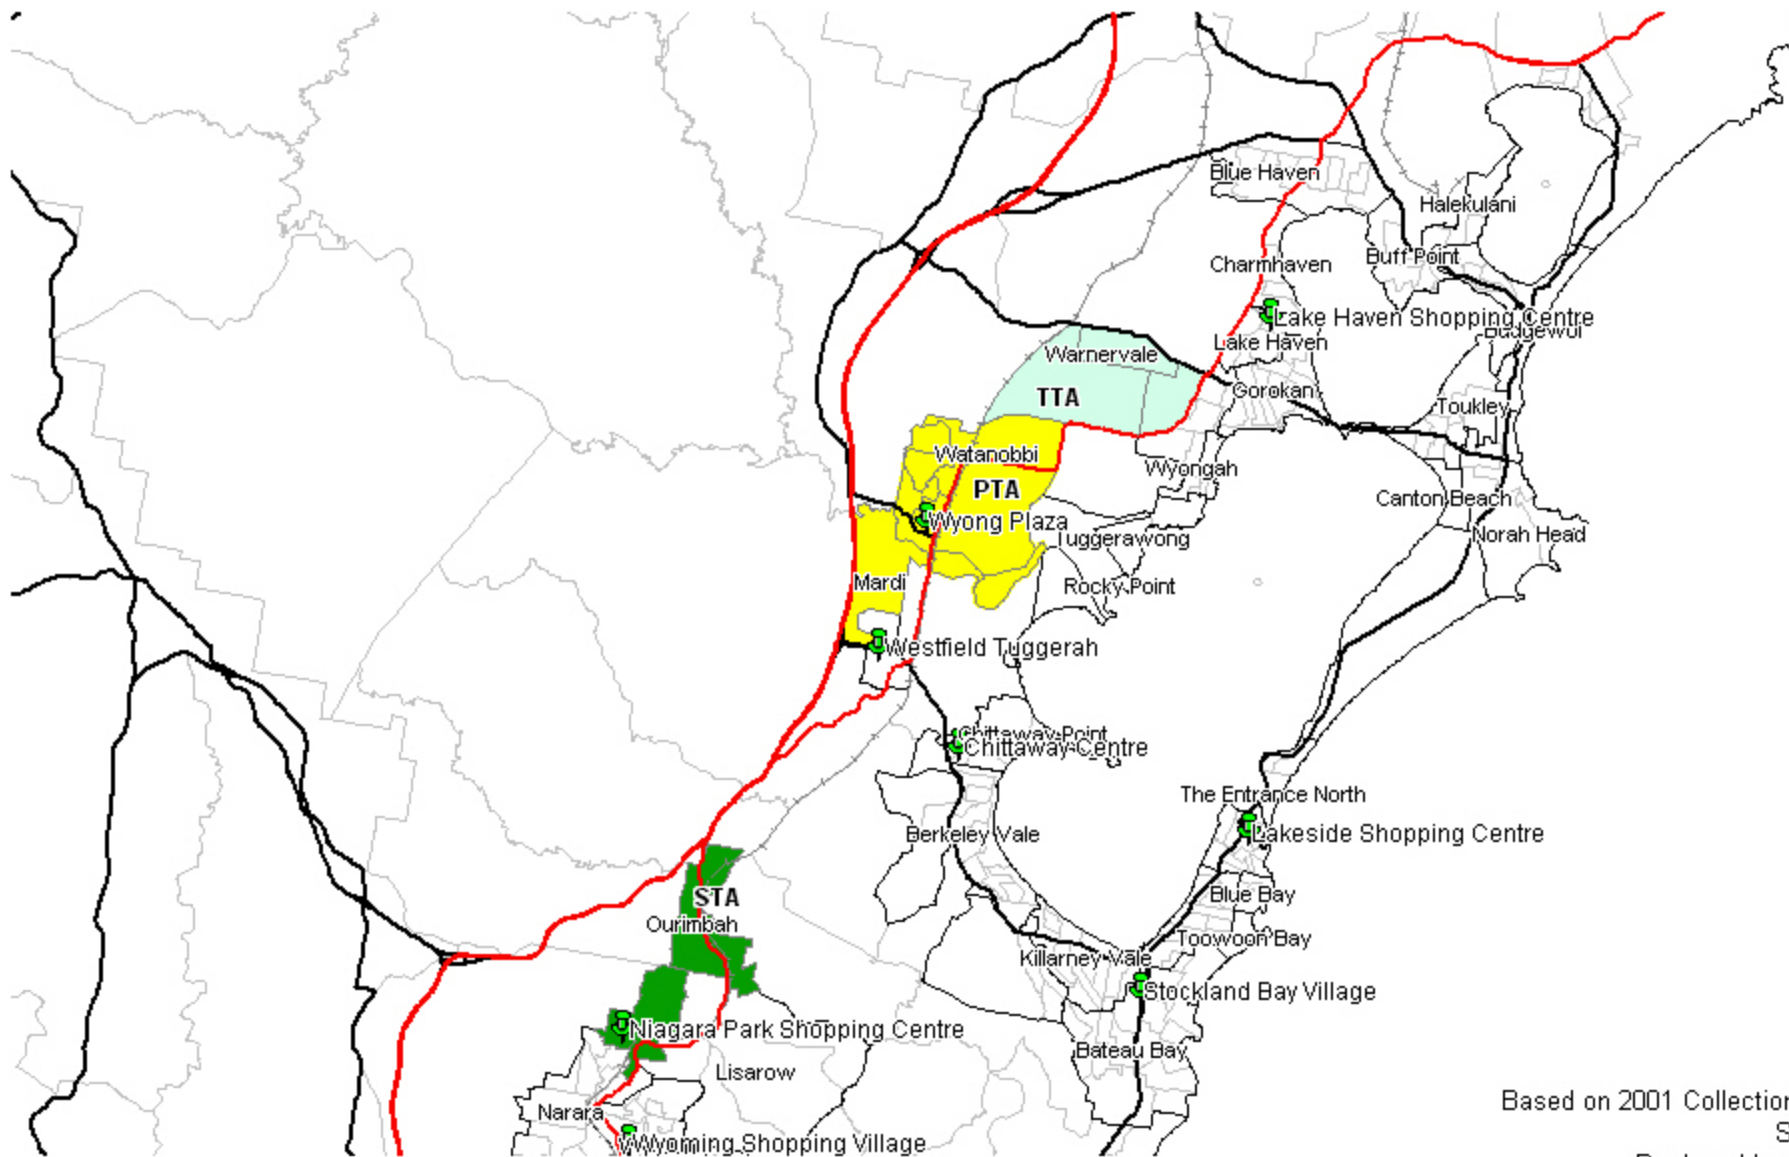 Blue Haven
Halekulani
Buff Point
Charmhaven
Lake Haven Shopping Centre
Budgewoi
Lake Haven
Warnervale
Gorokan
TTA
Toukley
Watanobbi
Wyongah
PTA
Canton Beach
Wyong Plaza
Norah Head
Tuggerawong
Mardi
Rocky Point
Westfield Tuggerah
Chittaway Point
Chittaway Centre
The Entrance North
Berkeley Vale
Lakeside Shopping Centre
STA
Blue Bay
Ourimbah
Toowoon Bay
Killarney Vale
Stockland Bay Village
Niagara Park Shopping Centre
Bateau Bay
Lisarow
Based on 2001 Collection
Narara
S
Wyoming Shopping Village